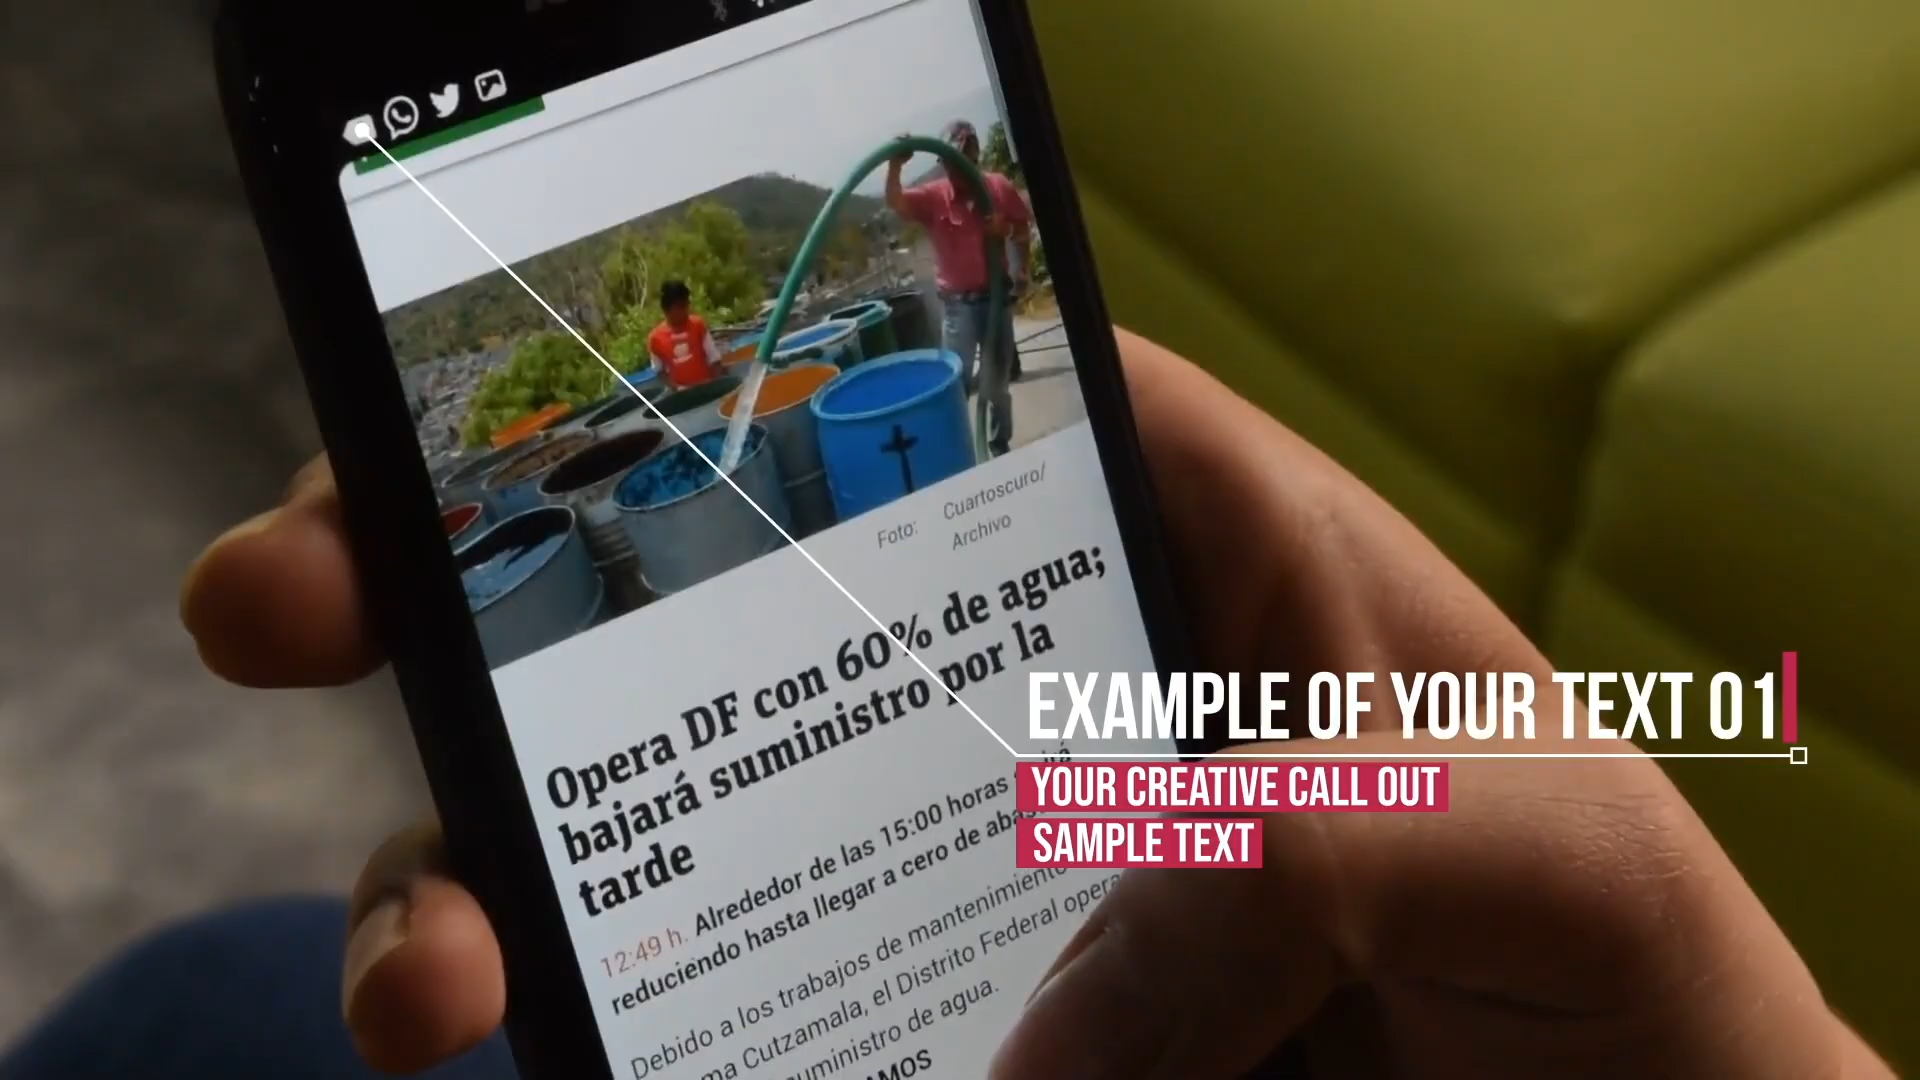 Foto: Cuartoscuro/
Archivo
Opera DF con 60% de agua;
bajará suministro por la
tarde
12:49 h. Alrededor de las 15:00 horas
reduciendo hasta llegar a cero de
Debido a los trabajos de mantenimiento
Cutzamala, el Distrito Federal opera
suministro de agua.
EXAMPLE OF YOUR TEXT 01
YOUR CREATIVE CALL OUT
SAMPLE TEXT